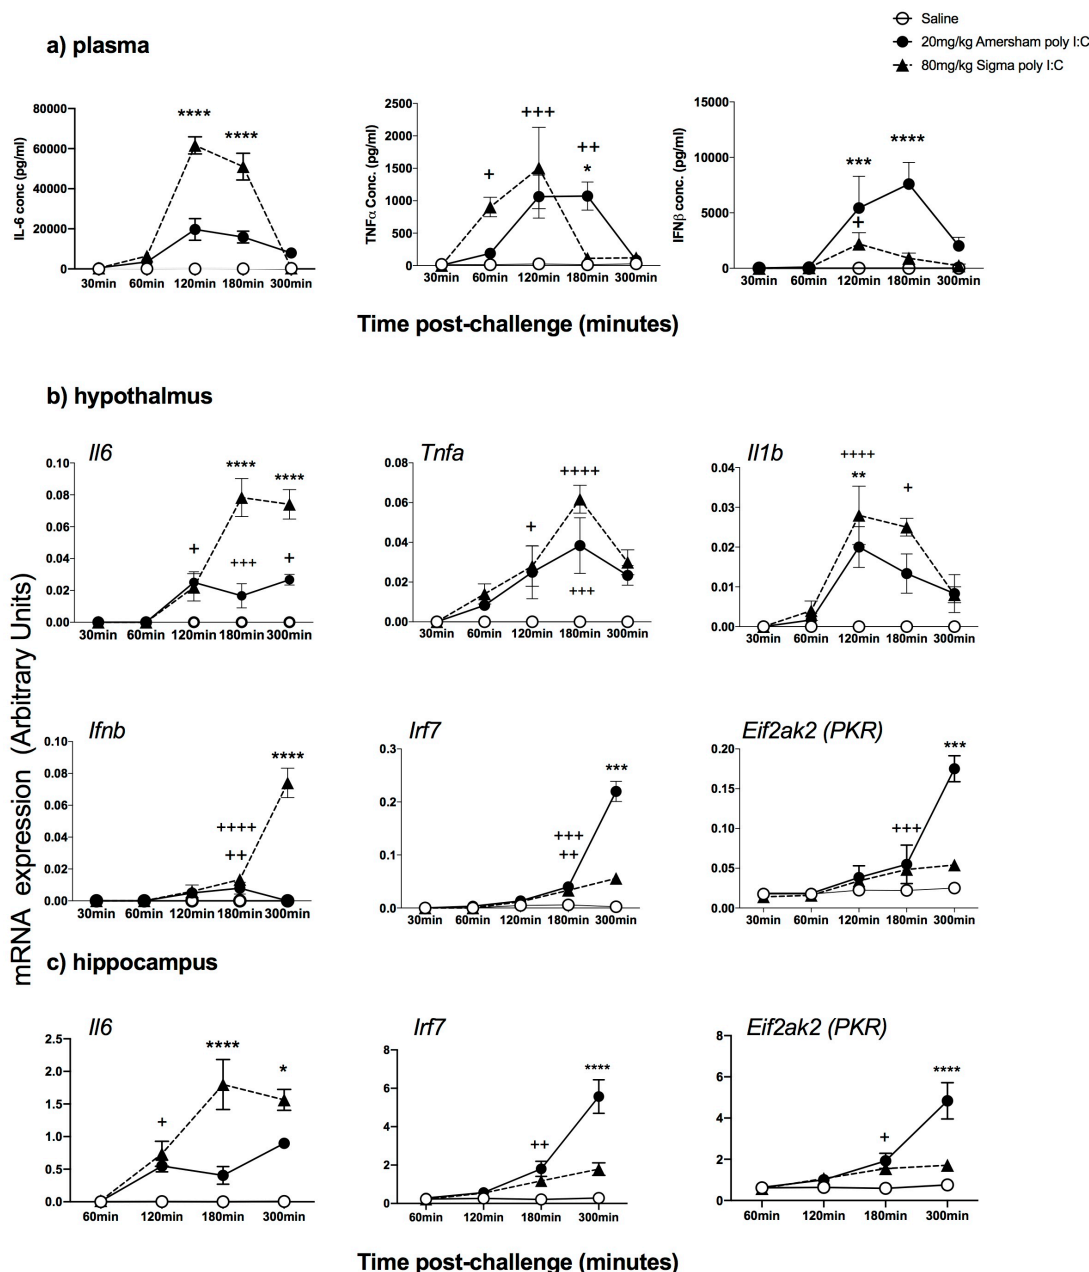 Saline
20mg/kg Amersham poly I:C
80mg/kg Sigma poly I:C
a) plasma
IL-6 conc (pg/ml)
80000
60000
40000
20000
0
****
****
30min 60min 120min 180min 300min
TNFα Conc. (pg/ml)
2500
2000
1500
1000
500
0
+
+++
++
*
30min 60min 120min 180min 300min
IFNβ conc. (pg/ml)
15000
10000
5000
0
***
+
****
30min 60min 120min 180min 300min
Time post-challenge (minutes)
b) hypothalmus
mRNA expression (Arbitrary Units)
Il6
0.10
0.08
0.06
0.04
0.02
0.00
+
****
+++
****
+
30min 60min 120min 180min 300min
Tnfa
0.08
0.06
0.04
0.02
0.00
+
++++
+++
30min 60min 120min 180min 300min
Il1b
0.04
0.03
0.02
0.01
0.00
++++
**
+
30min 60min 120min 180min 300min
Ifnb
0.10
0.08
0.06
0.04
0.02
0.00
++++
++
****
30min 60min 120min 180min 300min
Irf7
0.3
0.2
0.1
0.0
+++
++
***
30min 60min 120min 180min 300min
Eif2ak2 (PKR)
0.20
0.15
0.10
0.05
0.00
+++
***
30min 60min 120min 180min 300min
c) hippocampus
Il6
2.5
2.0
1.5
1.0
0.5
0.0
+
****
*
60min 120min 180min 300min
Irf7
8
6
4
2
0
++
****
60min 120min 180min 300min
Eif2ak2 (PKR)
8
6
4
2
0
+
****
60min 120min 180min 300min
Time post-challenge (minutes)